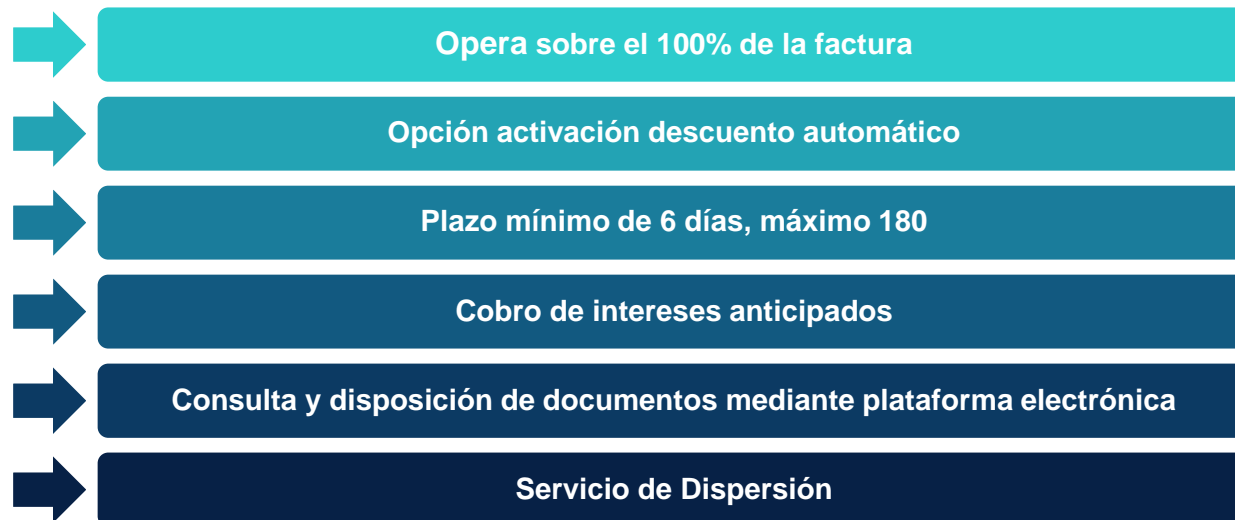 Opera sobre el 100% de la factura
Opción activación descuento automático
Plazo mínimo de 6 días, máximo 180
Cobro de intereses anticipados
Consulta y disposición de documentos mediante plataforma electrónica
Servicio de Dispersión